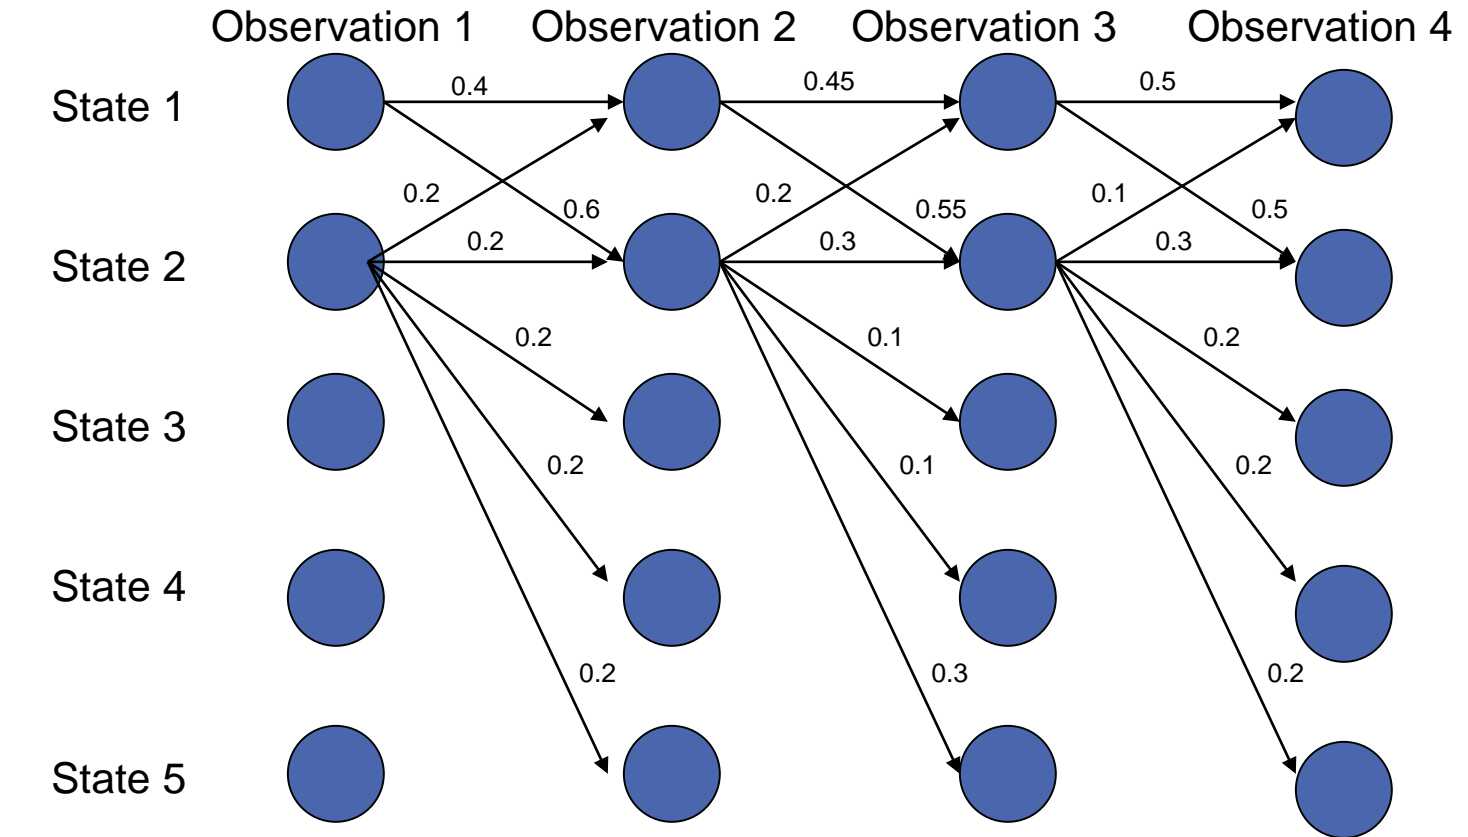 Observation 1 Observation 2 Observation 3 Observation 4
State 1
0.4 0.45 0.5
0.2 0.6 0.2 0.55 0.1 0.5
State 2
0.2 0.3 0.3
0.2 0.1 0.2
State 3
0.2 0.1 0.2
State 4
0.2 0.3 0.2
State 5